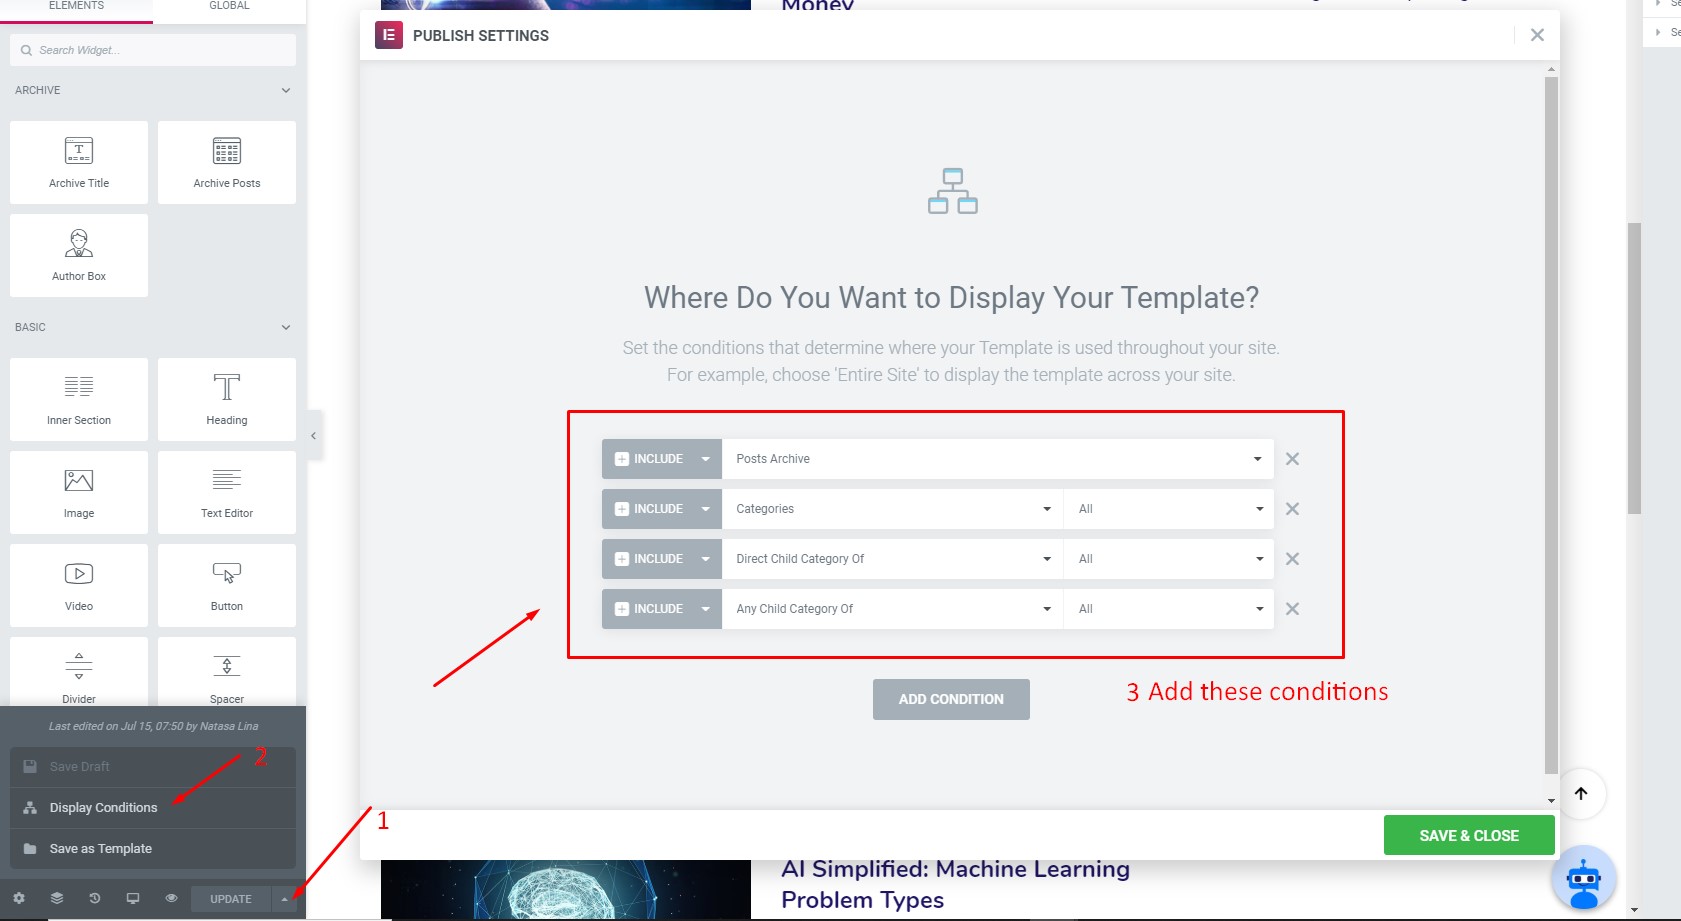 ELEMENTS
GLOBAL
Search Widget...
ARCHIVE
Archive Title
Archive Posts
Author Box
BASIC
Inner Section
Heading
Image
Text Editor
Video
Button
Divider
Spacer
Last edited on Jul 15, 07:50 by Natasa Lina
2
Save Draft
Display Conditions
Save as Template
1
UPDATE
Money
PUBLISH SETTINGS
Where Do You Want to Display Your Template?
Set the conditions that determine where your Template is used throughout your site.
For example, choose 'Entire Site' to display the template across your site.
INCLUDE Posts Archive
INCLUDE Categories All
INCLUDE Direct Child Category Of All
INCLUDE Any Child Category Of All
ADD CONDITION
3 Add these conditions
SAVE & CLOSE
AI Simplified: Machine Learning
Problem Types